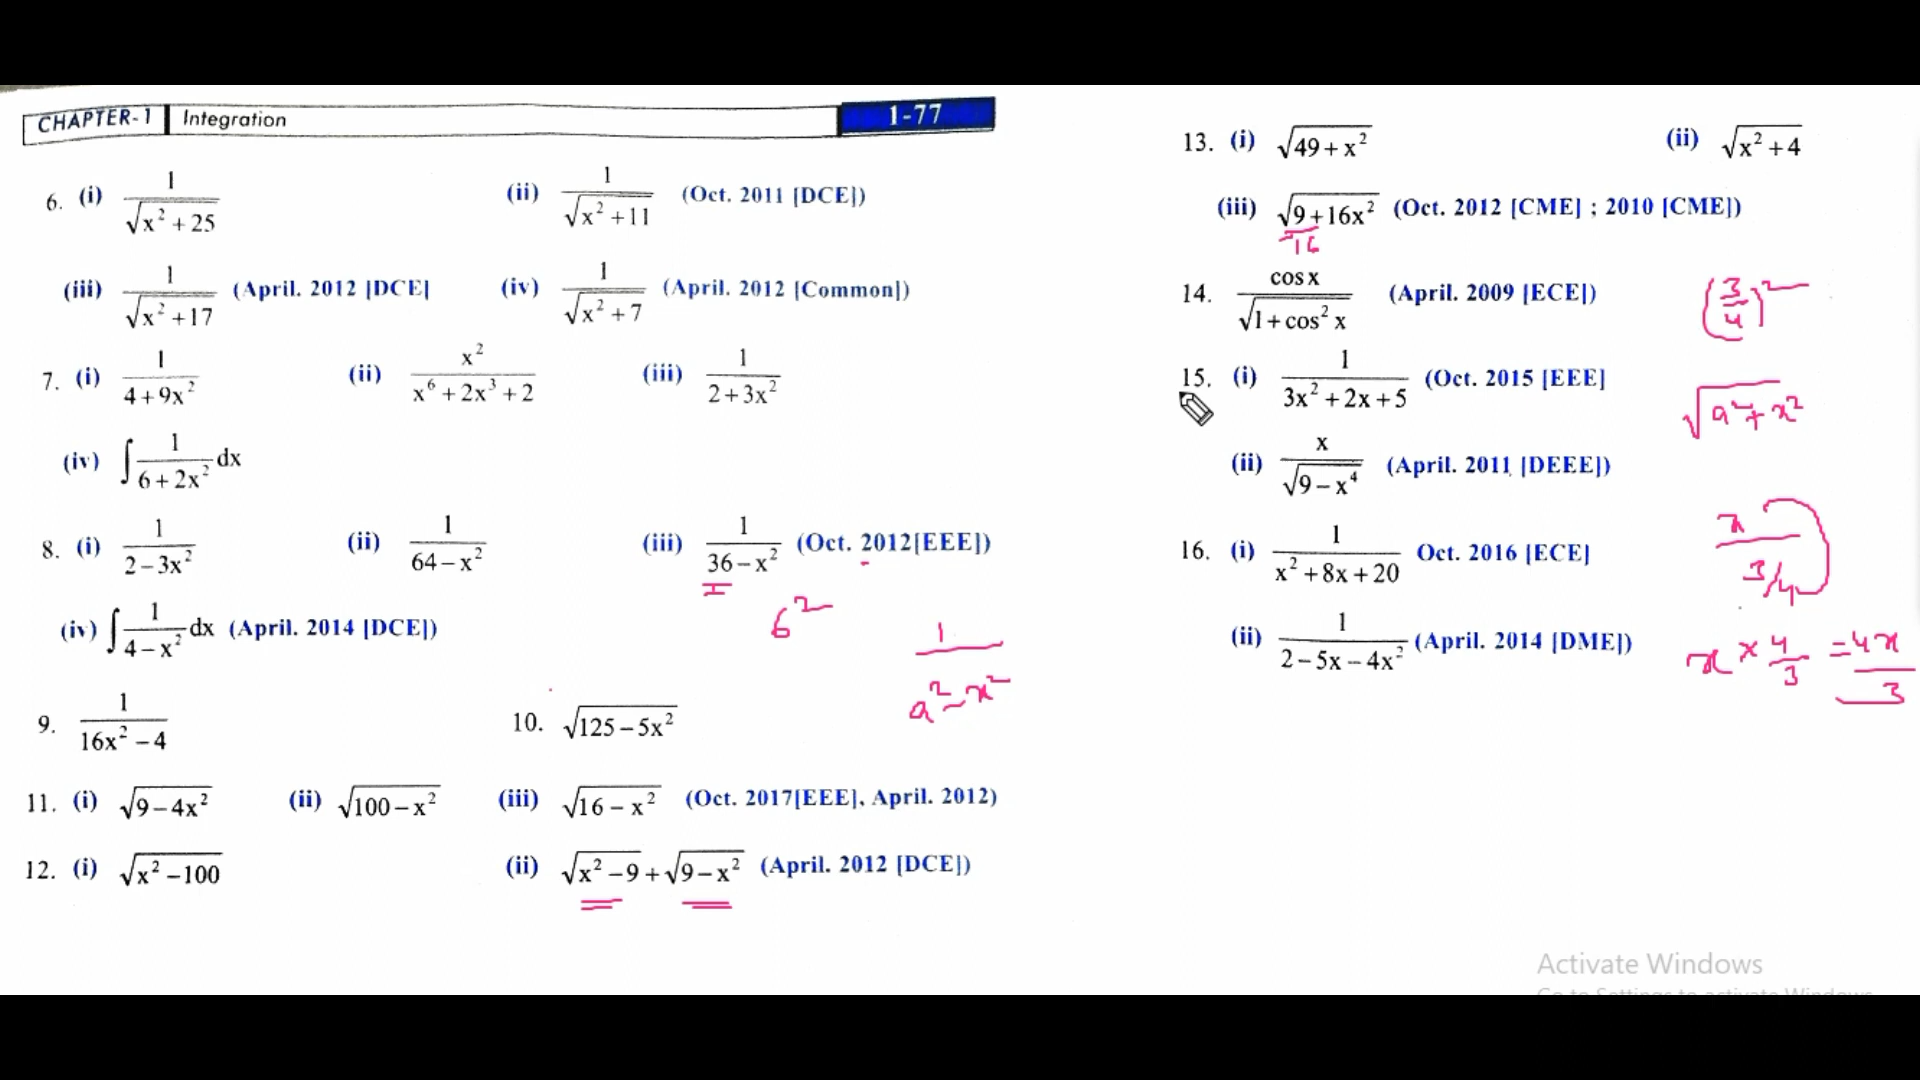 CHAPTER-1 Integration 1-77
6. (i) 1/√(x² + 25) (ii) 1/√(x² + 11) (Oct. 2011 [DCE])
(iii) 1/√(x² + 17) (April. 2012 [DCE] (iv) 1/√(x² + 7) (April. 2012 [Common])
7. (i) 1/(4 + 9x²) (ii) x²/(x⁶ + 2x³ + 2) (iii) 1/(2 + 3x²)
(iv) ∫ 1/(6 + 2x²) dx
8. (i) 1/(2 − 3x²) (ii) 1/(64 − x²) (iii) 1/(36 − x²) (Oct. 2012[EEE])
6²
(iv) ∫ 1/(4 − x²) dx (April. 2014 [DCE])
1/(a² − x²)
9. 1/(16x² − 4) 10. √(125 − 5x²)
11. (i) √(9 − 4x²) (ii) √(100 − x²) (iii) √(16 − x²) (Oct. 2017[EEE], April. 2012)
12. (i) √(x² − 100) (ii) √(x² − 9) + √(9 − x²) (April. 2012 [DCE])
13. (i) √(49 + x²) (ii) √(x² + 4)
(iii) √(9 + 16x²) (Oct. 2012 [CME] ; 2010 [CME])
16
14. cos x/√(1 + cos² x) (April. 2009 [ECE])
(3/4)²
15. (i) 1/(3x² + 2x + 5) (Oct. 2015 [EEE]
√(a² + x²)
(ii) x/√(9 − x⁴) (April. 2011 [DEEE])
x/(3/4)
16. (i) 1/(x² + 8x + 20) Oct. 2016 [ECE]
(ii) 1/(2 − 5x − 4x²) (April. 2014 [DME])
x × 4/3 = 4x/3
Activate Windows